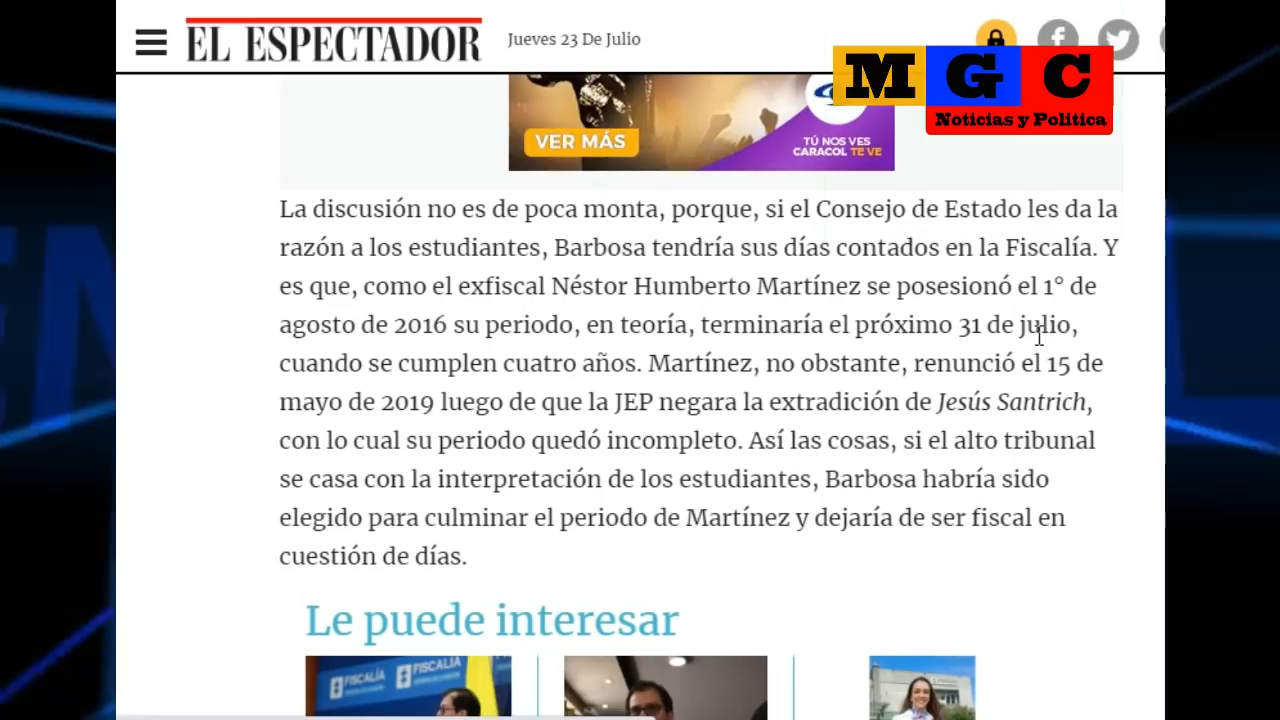 EL ESPECTADOR
Jueves 23 De Julio
M G C
Noticias y Politica
VER MÁS
TÚ NOS VES
CARACOL TE VE
La discusión no es de poca monta, porque, si el Consejo de Estado les da la
razón a los estudiantes, Barbosa tendría sus días contados en la Fiscalía. Y
es que, como el exfiscal Néstor Humberto Martínez se posesionó el 1° de
agosto de 2016 su periodo, en teoría, terminaría el próximo 31 de julio,
cuando se cumplen cuatro años. Martínez, no obstante, renunció el 15 de
mayo de 2019 luego de que la JEP negara la extradición de Jesús Santrich,
con lo cual su periodo quedó incompleto. Así las cosas, si el alto tribunal
se casa con la interpretación de los estudiantes, Barbosa habría sido
elegido para culminar el periodo de Martínez y dejaría de ser fiscal en
cuestión de días.
Le puede interesar
FISCALÍA FISCALÍA